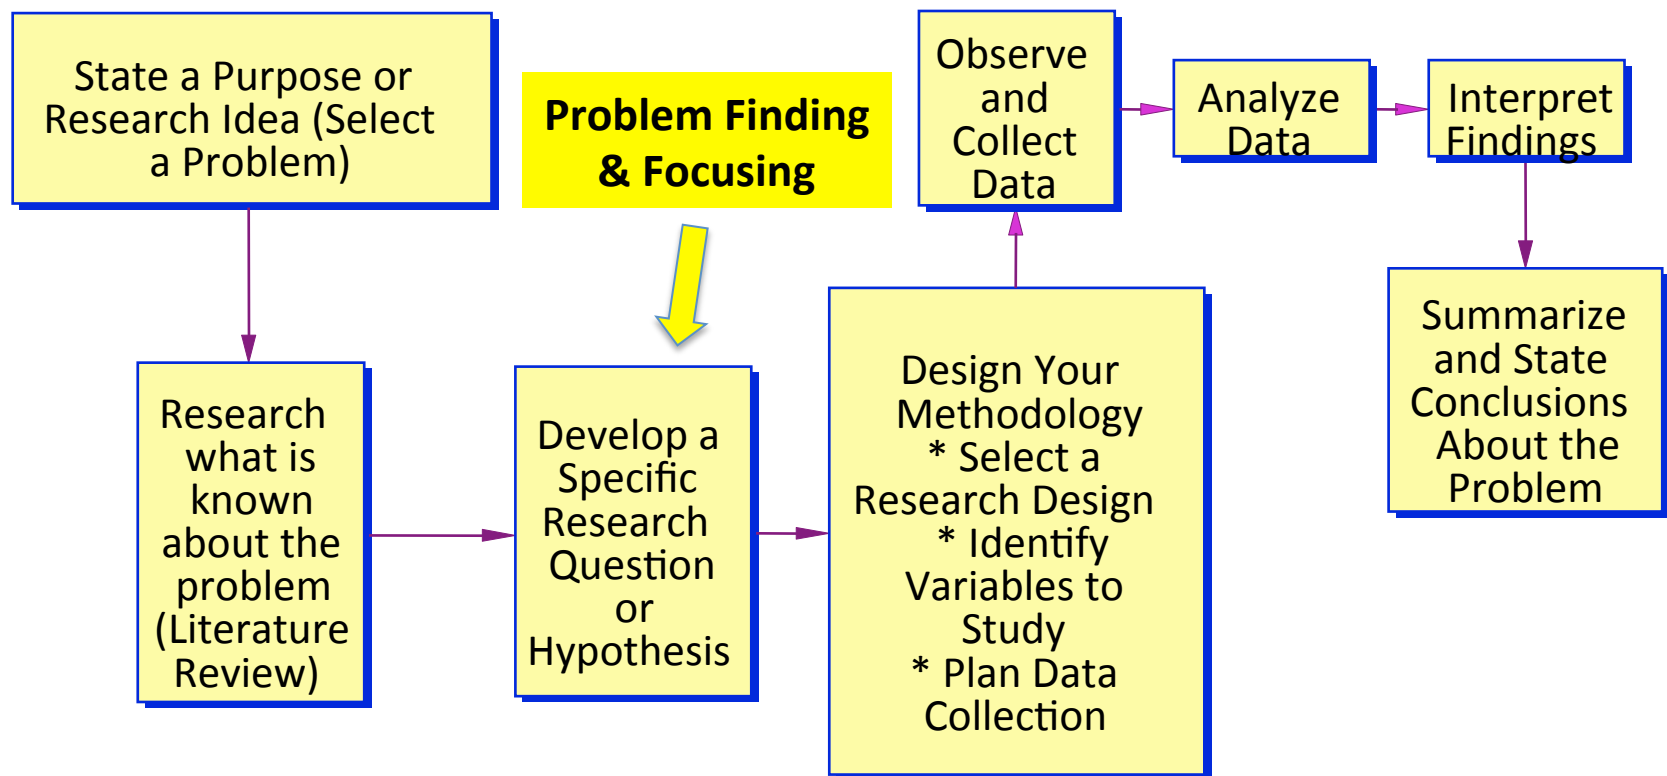 State a Purpose or
Research Idea (Select
a Problem)
Research
what is
known
about the
problem
(Literature
Review)
Problem Finding
& Focusing
Develop a
Specific
Research
Question
or
Hypothesis
Design Your
Methodology
* Select a
Research Design
* Identify
Variables to
Study
* Plan Data
Collection
Observe
and
Collect
Data
Analyze
Data
Interpret
Findings
Summarize
and State
Conclusions
About the
Problem